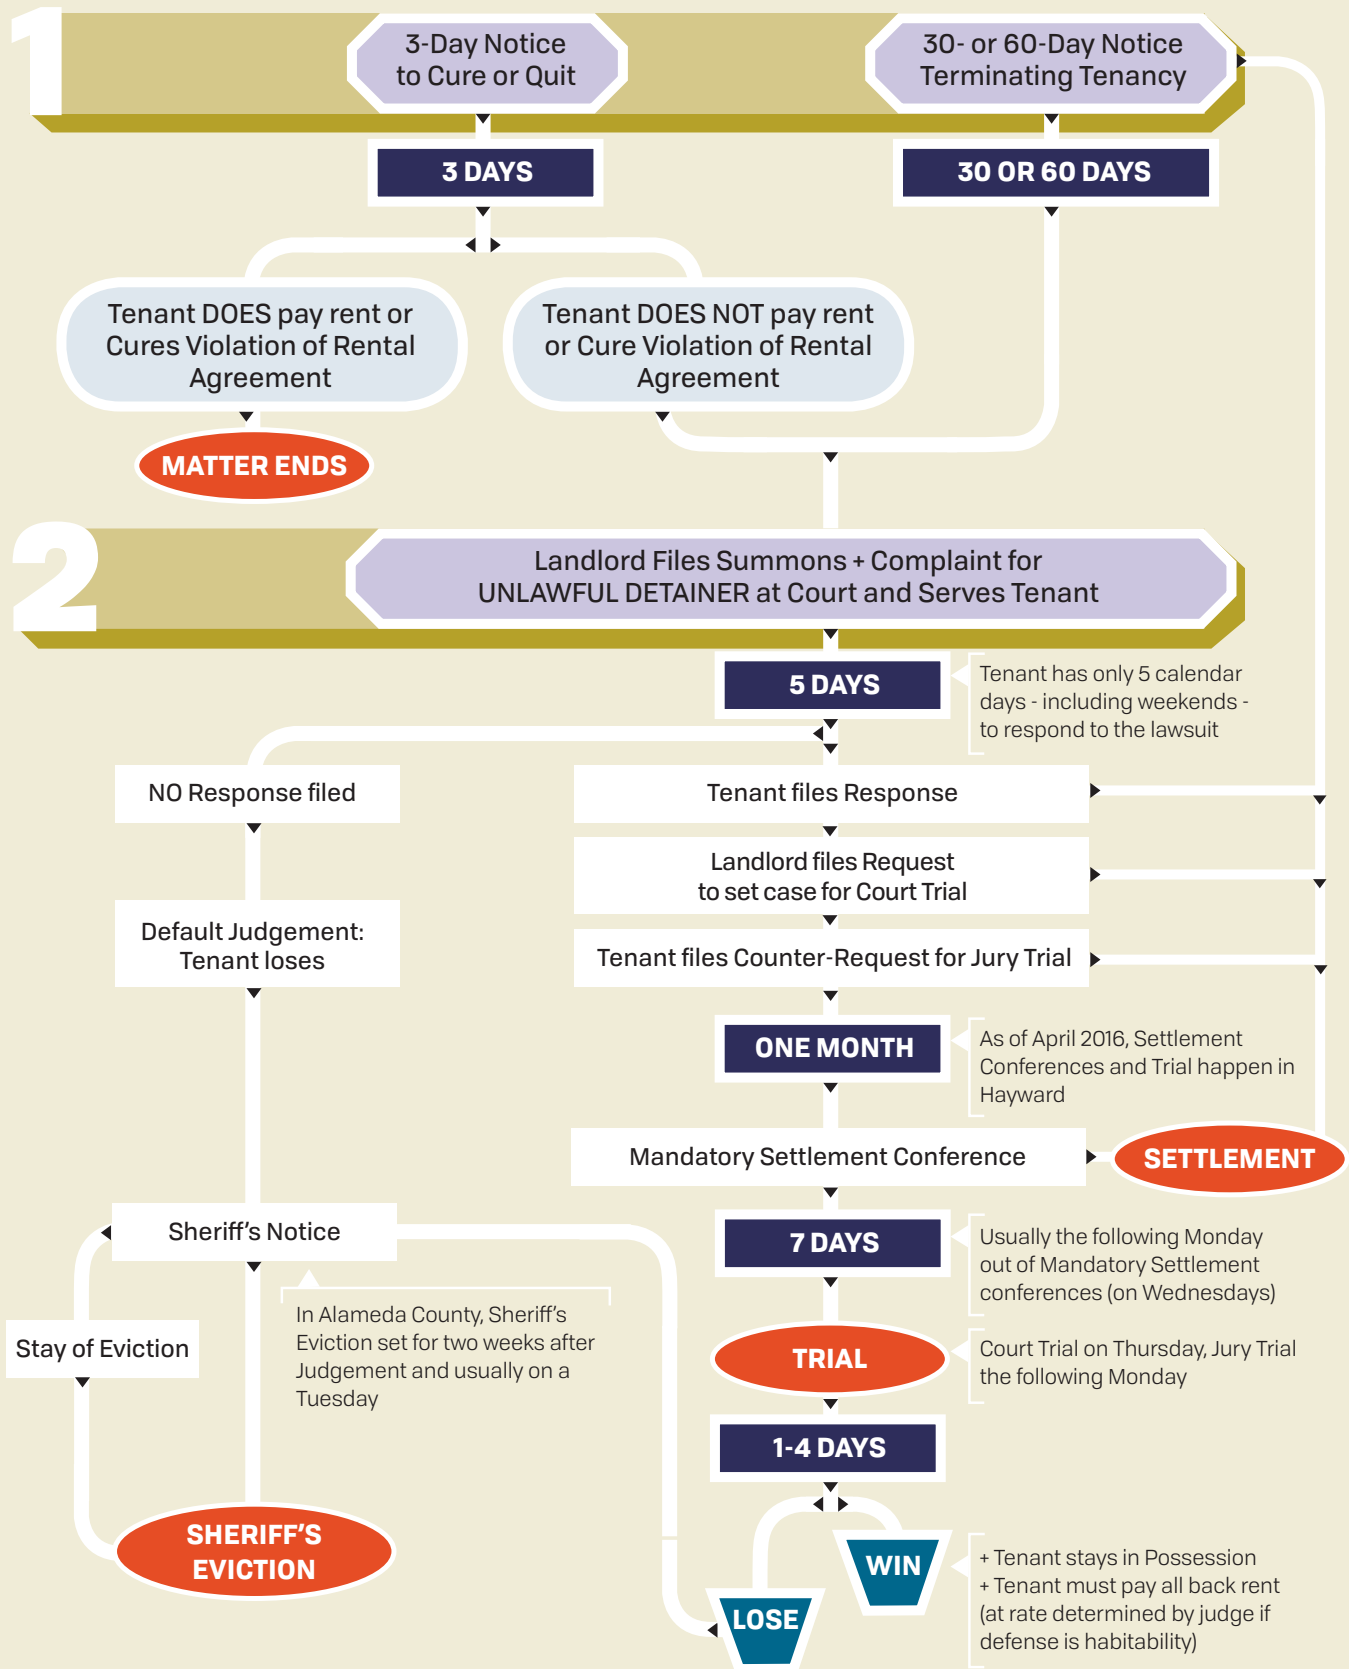 1
3-Day Notice
to Cure or Quit
30- or 60-Day Notice
Terminating Tenancy
3 DAYS
30 OR 60 DAYS
Tenant DOES pay rent or
Cures Violation of Rental
Agreement
Tenant DOES NOT pay rent
or Cure Violation of Rental
Agreement
MATTER ENDS
2
Landlord Files Summons + Complaint for
UNLAWFUL DETAINER at Court and Serves Tenant
5 DAYS
Tenant has only 5 calendar
days - including weekends -
to respond to the lawsuit
NO Response filed
Tenant files Response
Landlord files Request
to set case for Court Trial
Default Judgement:
Tenant loses
Tenant files Counter-Request for Jury Trial
ONE MONTH
As of April 2016, Settlement
Conferences and Trial happen in
Hayward
Mandatory Settlement Conference
SETTLEMENT
Sheriff's Notice
7 DAYS
Usually the following Monday
out of Mandatory Settlement
conferences (on Wednesdays)
In Alameda County, Sheriff's
Eviction set for two weeks after
Judgement and usually on a
Tuesday
Stay of Eviction
TRIAL
Court Trial on Thursday, Jury Trial
the following Monday
1-4 DAYS
SHERIFF'S
EVICTION
WIN
+ Tenant stays in Possession
+ Tenant must pay all back rent
(at rate determined by judge if
defense is habitability)
LOSE